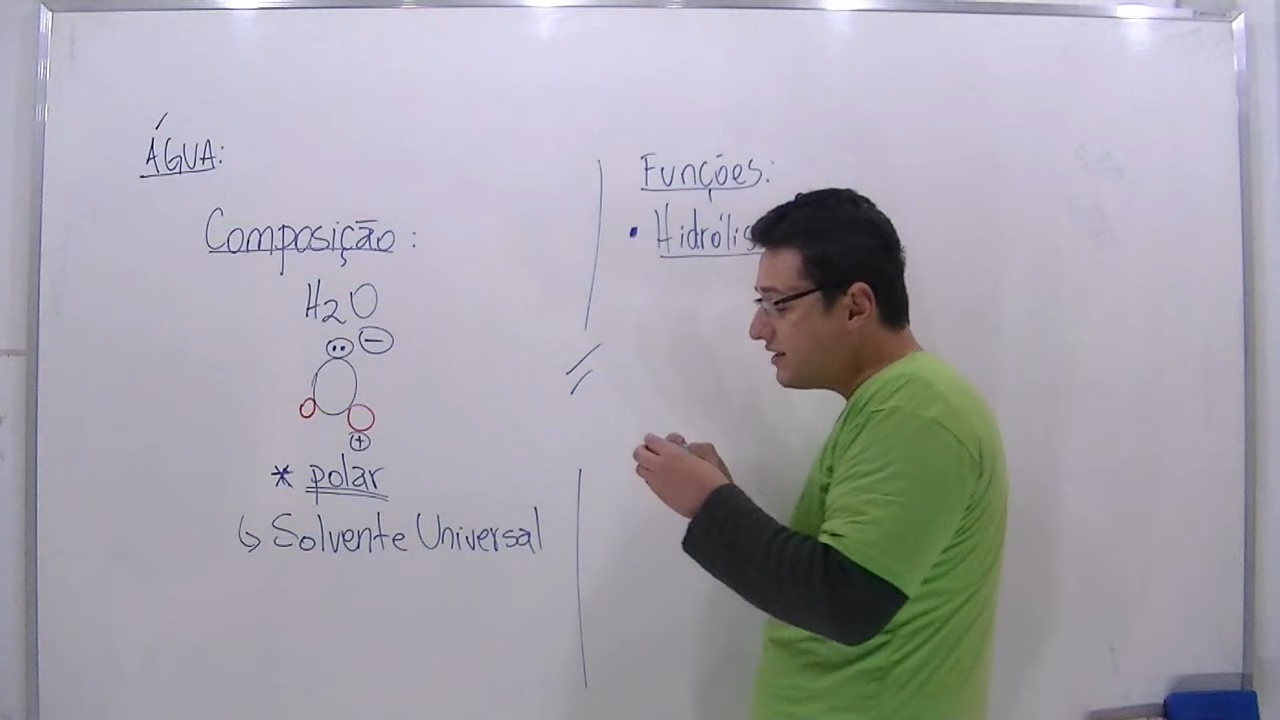 ÁGUA:
Composição:
H2O
* polar
↳ Solvente Universal
Funções: